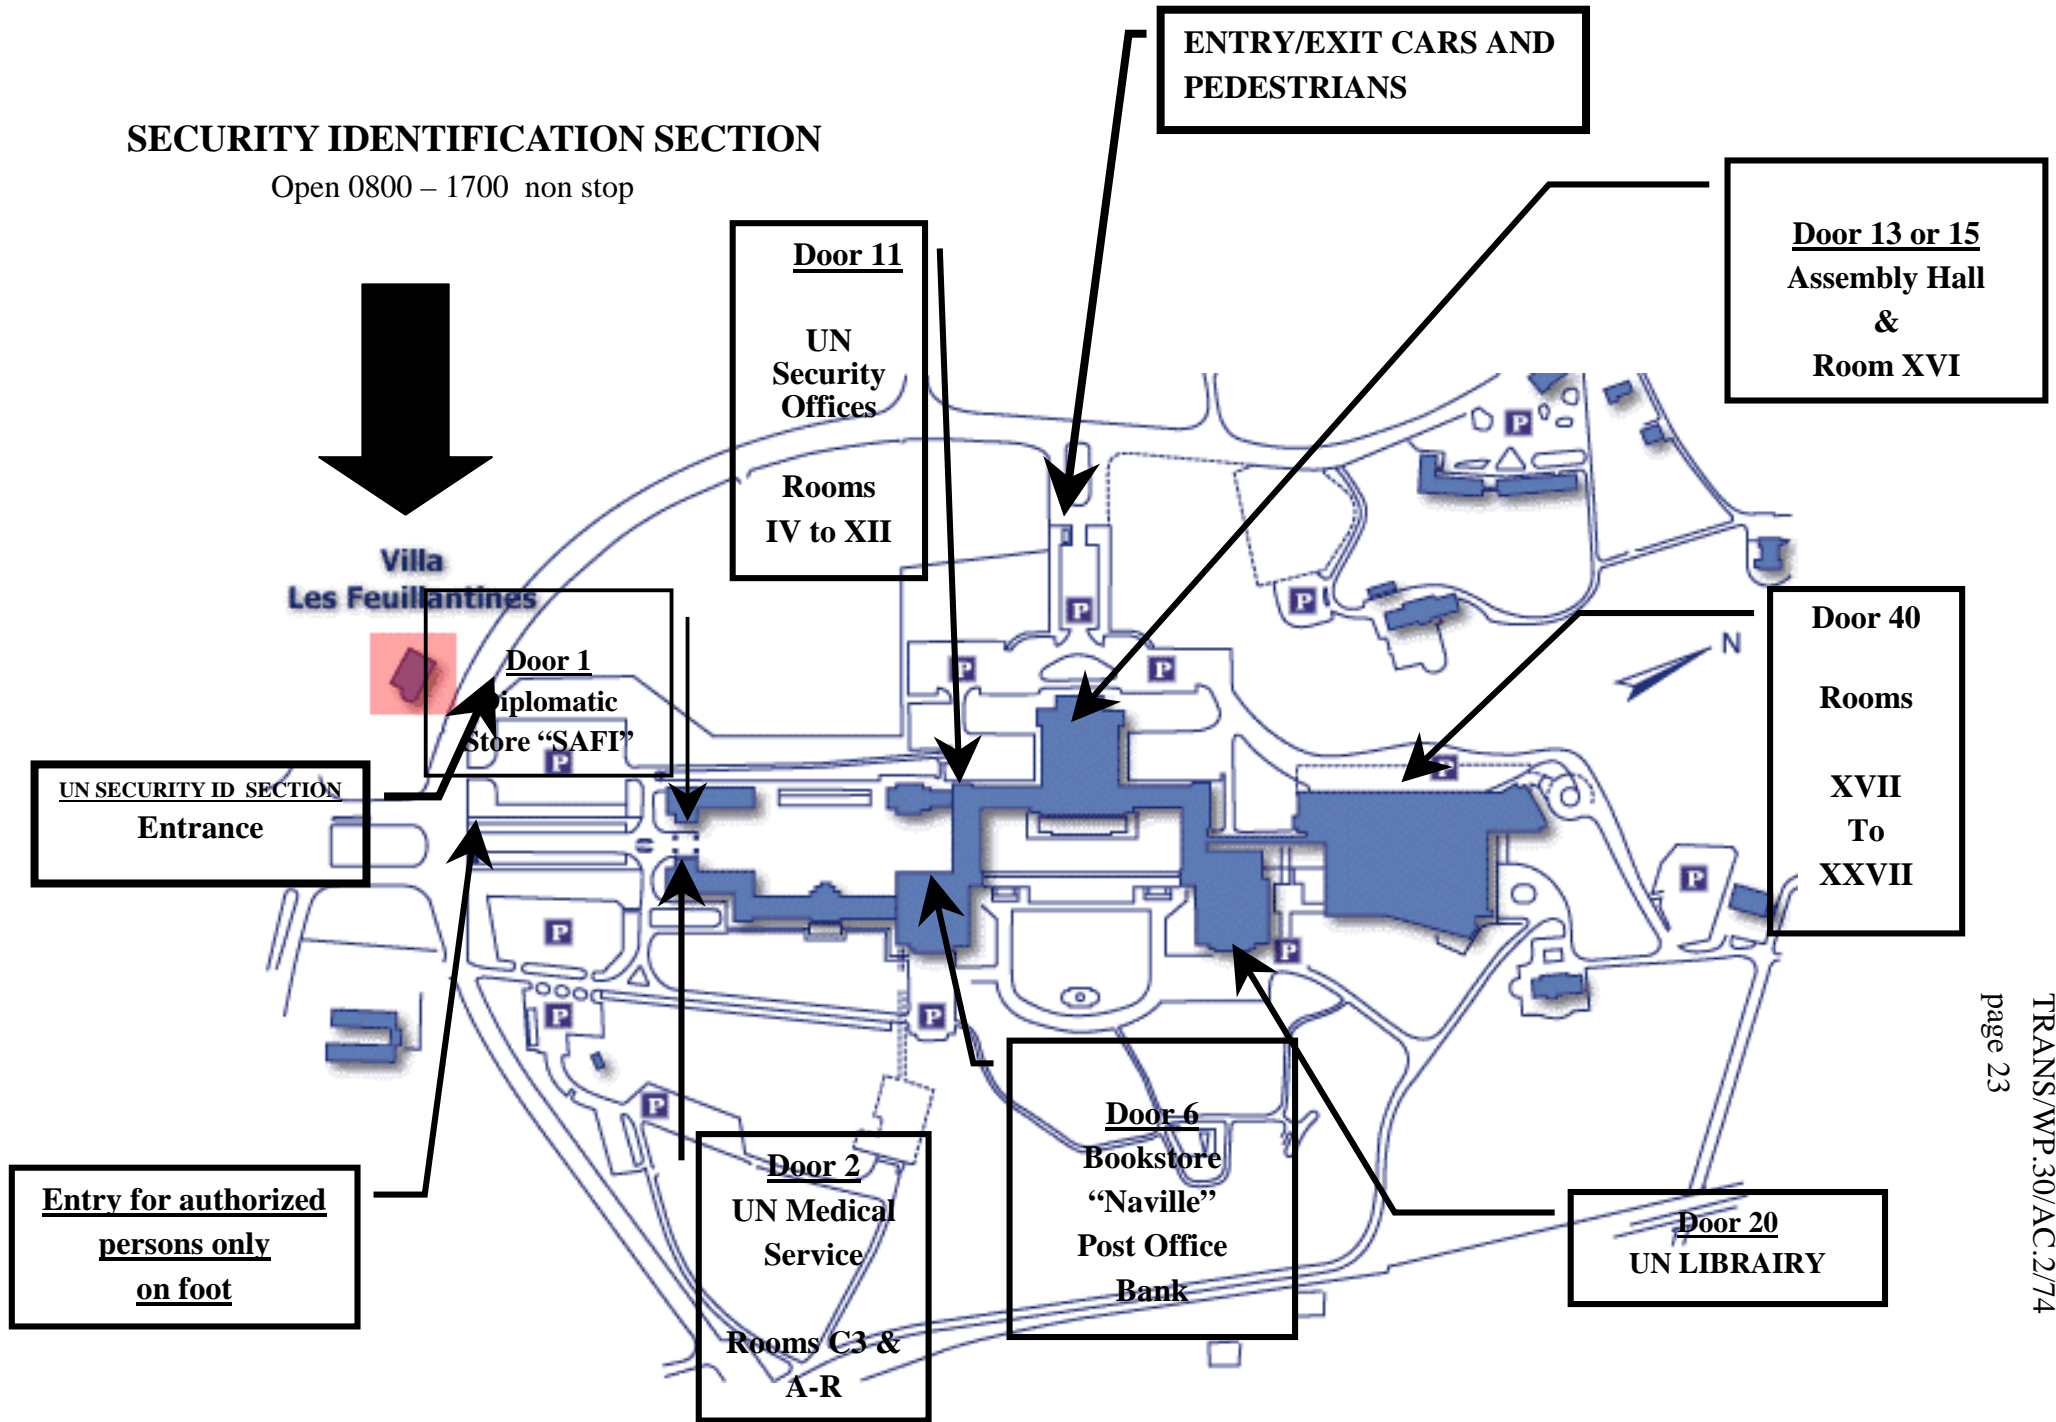 ENTRY/EXIT CARS AND
PEDESTRIANS
SECURITY IDENTIFICATION SECTION
Open 0800 – 1700 non stop
Door 13 or 15
Assembly Hall
&
Room XVI
Door 11
UN
Security
Offices
Rooms
IV to XII
Villa
Les Feuillantines
Door 1
Diplomatic
Store “SAFI”
Door 40
Rooms
XVII
To
XXVII
N
UN SECURITY ID SECTION
Entrance
P
P
P
P
P
P
P
P
P
P
P
P
P
Entry for authorized
persons only
on foot
Door 2
UN Medical
Service
Rooms C3 &
A-R
Door 6
Bookstore
“Naville”
Post Office
Bank
Door 20
UN LIBRAIRY
TRANS/WP.30/AC.2/74
page 23